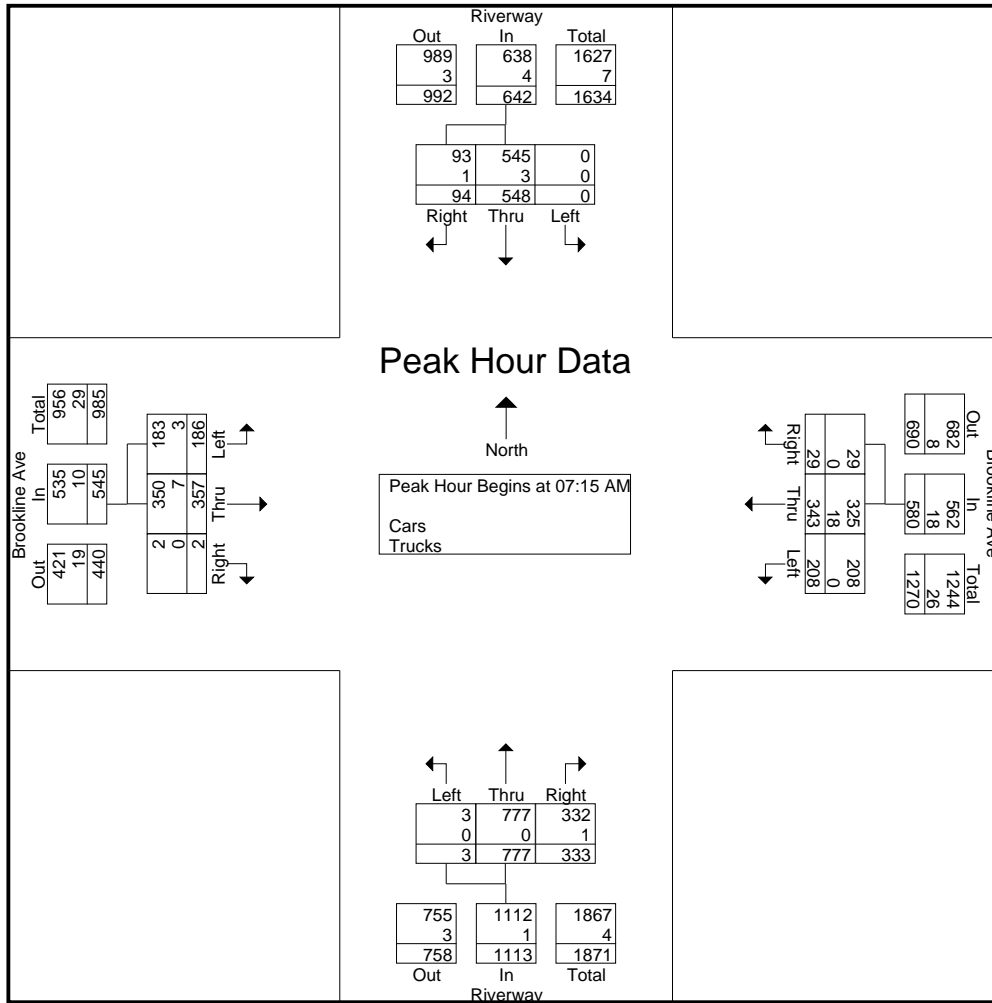 Riverway
Out In Total
989 638 1627
3 4 7
992 642 1634
93 545 0
1 3 0
94 548 0
Right Thru Left
Peak Hour Data
North
Peak Hour Begins at 07:15 AM
Cars
Trucks
Brookline Ave
Total In Out
956 535 421
29 10 19
985 545 440
183 350 2
3 7 0
186 357 2
Left Thru Right
Brookline Ave
Out In Total
682 562 1244
8 18 26
690 580 1270
29 325 208
0 18 0
29 343 208
Right Thru Left
Left Thru Right
3 777 332
0 0 1
3 777 333
755 1112 1867
3 1 4
758 1113 1871
Out In Total
Riverway